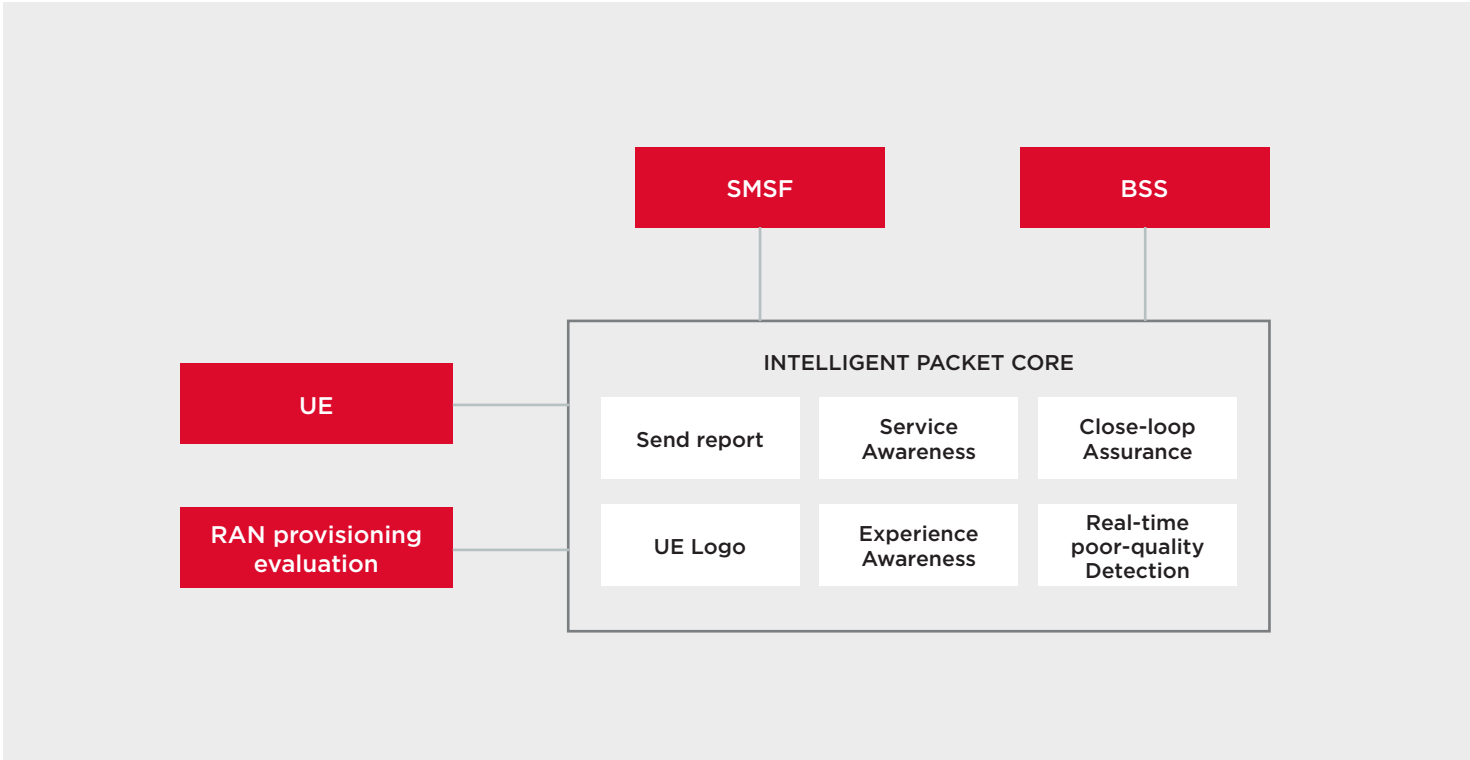 SMSF
BSS
INTELLIGENT PACKET CORE
UE
Send report
Service
Awareness
Close-loop
Assurance
RAN provisioning
evaluation
UE Logo
Experience
Awareness
Real-time
poor-quality
Detection